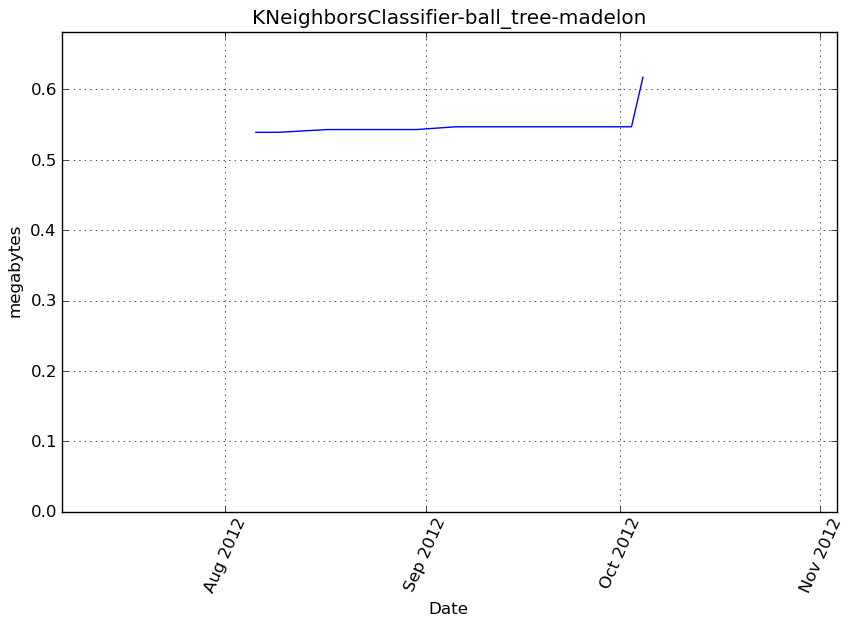 KNeighborsClassifier-ball_tree-madelon
0.6
0.5
0.4
0.3
0.2
0.1
0.0
megabytes
Aug 2012
Sep 2012
Oct 2012
Nov 2012
Date